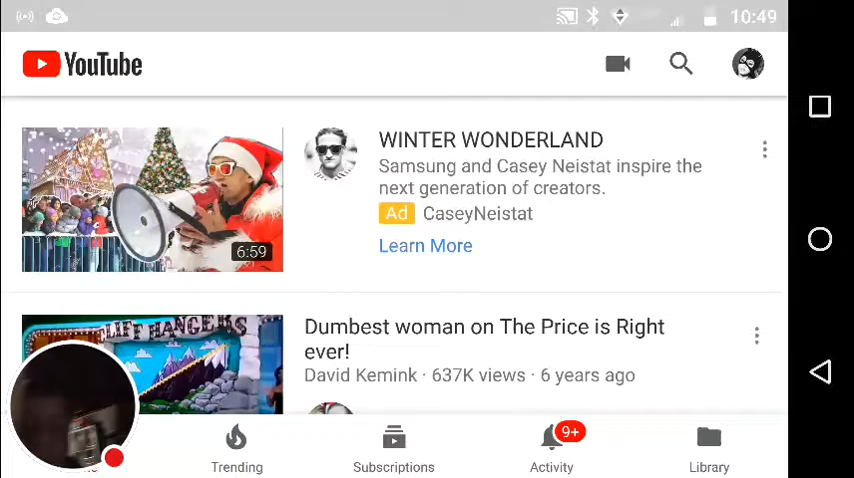 10:49
YouTube
WINTER WONDERLAND
Samsung and Casey Neistat inspire the
next generation of creators.
Ad CaseyNeistat
Learn More
6:59
CLIFF HANGERS
Dumbest woman on The Price is Right
ever!
David Kemink · 637K views · 6 years ago
Trending
Subscriptions
9+
Activity
Library